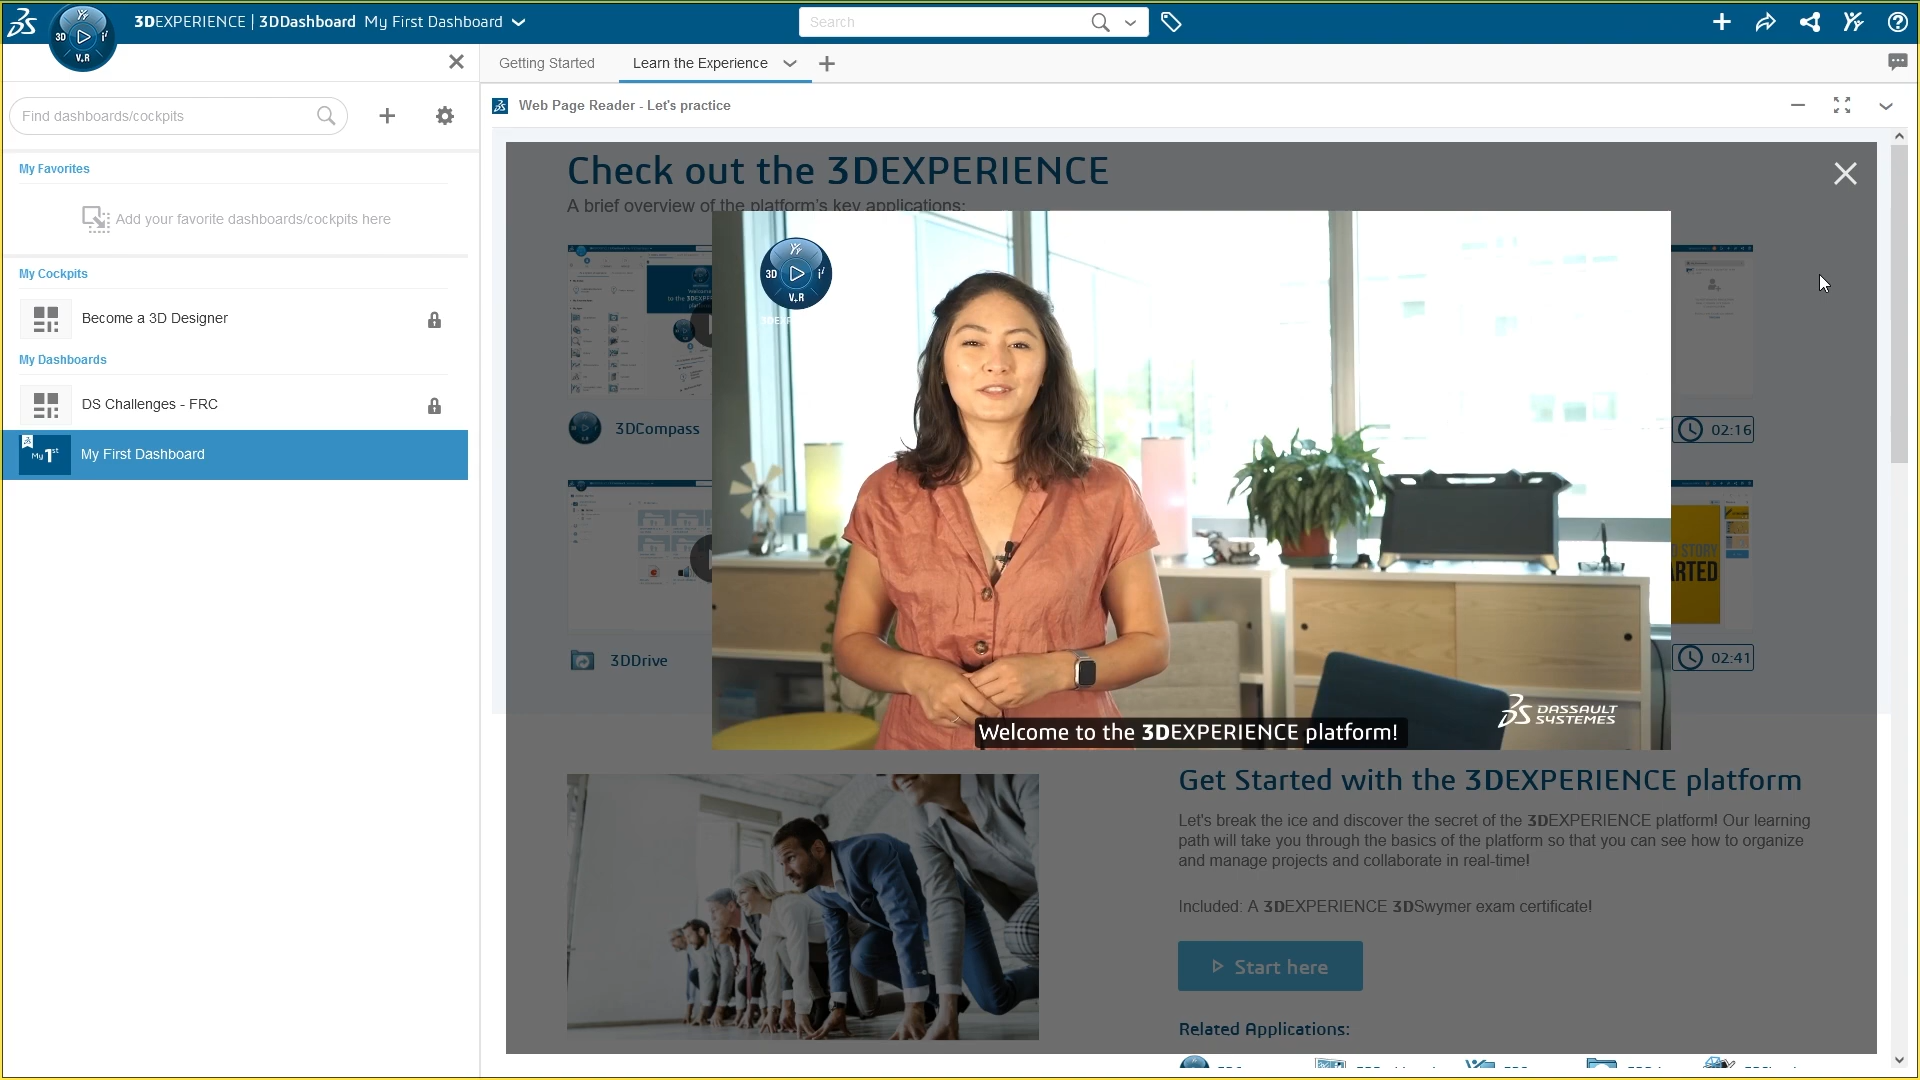 3DEXPERIENCE | 3DDashboard My First Dashboard
Search
3D
V.R
Getting Started
Learn the Experience
Find dashboards/cockpits
Web Page Reader - Let's practice
My Favorites
Add your favorite dashboards/cockpits here
My Cockpits
Become a 3D Designer
My Dashboards
DS Challenges - FRC
My 1st
My First Dashboard
Check out the 3DEXPERIENCE
A brief overview of the platform's key applications:
3D
V.R
3DCompass
02:16
3DDrive
STORY
02:41
DASSAULT
SYSTEMES
Welcome to the 3DEXPERIENCE platform!
Get Started with the 3DEXPERIENCE platform
Let's break the ice and discover the secret of the 3DEXPERIENCE platform! Our learning
path will take you through the basics of the platform so that you can see how to organize
and manage projects and collaborate in real-time!
Included: A 3DEXPERIENCE 3DSwymer exam certificate!
Start here
Related Applications: